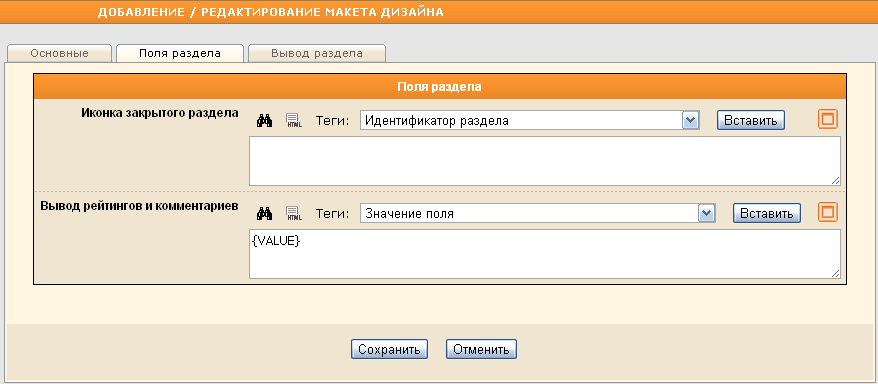 ДОБАВЛЕНИЕ / РЕДАКТИРОВАНИЕ МАКЕТА ДИЗАЙНА
Основные Поля раздела Вывод раздела
Поля раздела
Иконка закрытого раздела HTML Теги: Идентификатор раздела Вставить
Вывод рейтингов и комментариев HTML Теги: Значение поля Вставить
{VALUE}
Сохранить Отменить